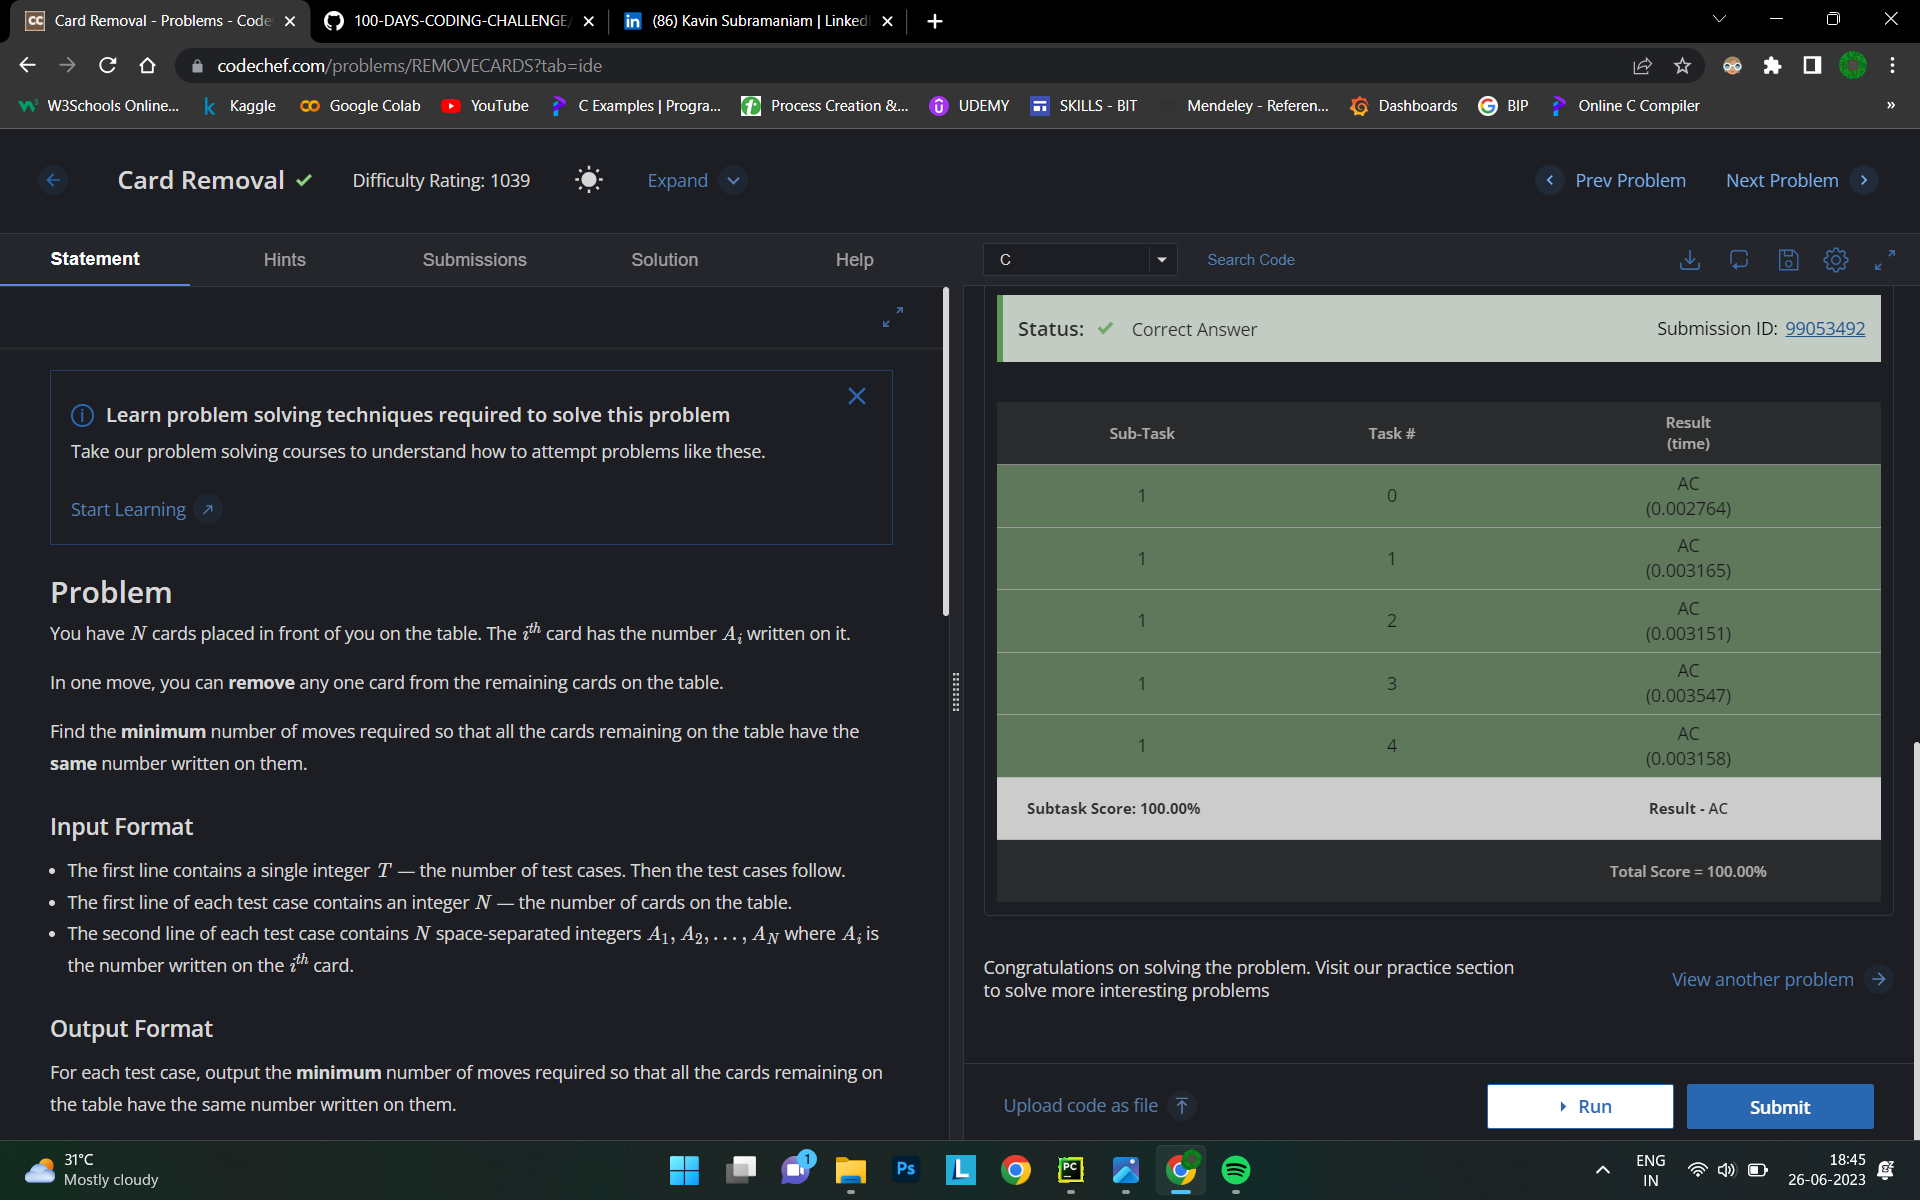 Card Removal - Problems - Code
100-DAYS-CODING-CHALLENGE/
(86) Kavin Subramaniam | Linked
codechef.com/problems/REMOVECARDS?tab=ide
W3Schools Online...
Kaggle
Google Colab
YouTube
C Examples | Progra...
Process Creation &...
UDEMY
SKILLS - BIT
Mendeley - Referen...
Dashboards
BIP
Online C Compiler
»
Card Removal
Difficulty Rating: 1039
Expand
Prev Problem
Next Problem
Statement
Hints
Submissions
Solution
Help
Learn problem solving techniques required to solve this problem
Take our problem solving courses to understand how to attempt problems like these.
Start Learning
Problem
You have N cards placed in front of you on the table. The i^th card has the number A_i written on it.
In one move, you can remove any one card from the remaining cards on the table.
Find the minimum number of moves required so that all the cards remaining on the table have the
same number written on them.
Input Format
• The first line contains a single integer T — the number of test cases. Then the test cases follow.
• The first line of each test case contains an integer N — the number of cards on the table.
• The second line of each test case contains N space-separated integers A_1, A_2, ..., A_N where A_i is
the number written on the i^th card.
Output Format
For each test case, output the minimum number of moves required so that all the cards remaining on
the table have the same number written on them.
C
Search Code
Status: Correct Answer
Submission ID: 99053492
Sub-Task
Task #
Result
(time)
1
0
AC
(0.002764)
1
1
AC
(0.003165)
1
2
AC
(0.003151)
1
3
AC
(0.003547)
1
4
AC
(0.003158)
Subtask Score: 100.00%
Result - AC
Total Score = 100.00%
Congratulations on solving the problem. Visit our practice section
to solve more interesting problems
View another problem
Upload code as file
Run
Submit
31°C
Mostly cloudy
1
Ps
L
PC
ENG
IN
18:45
26-06-2023